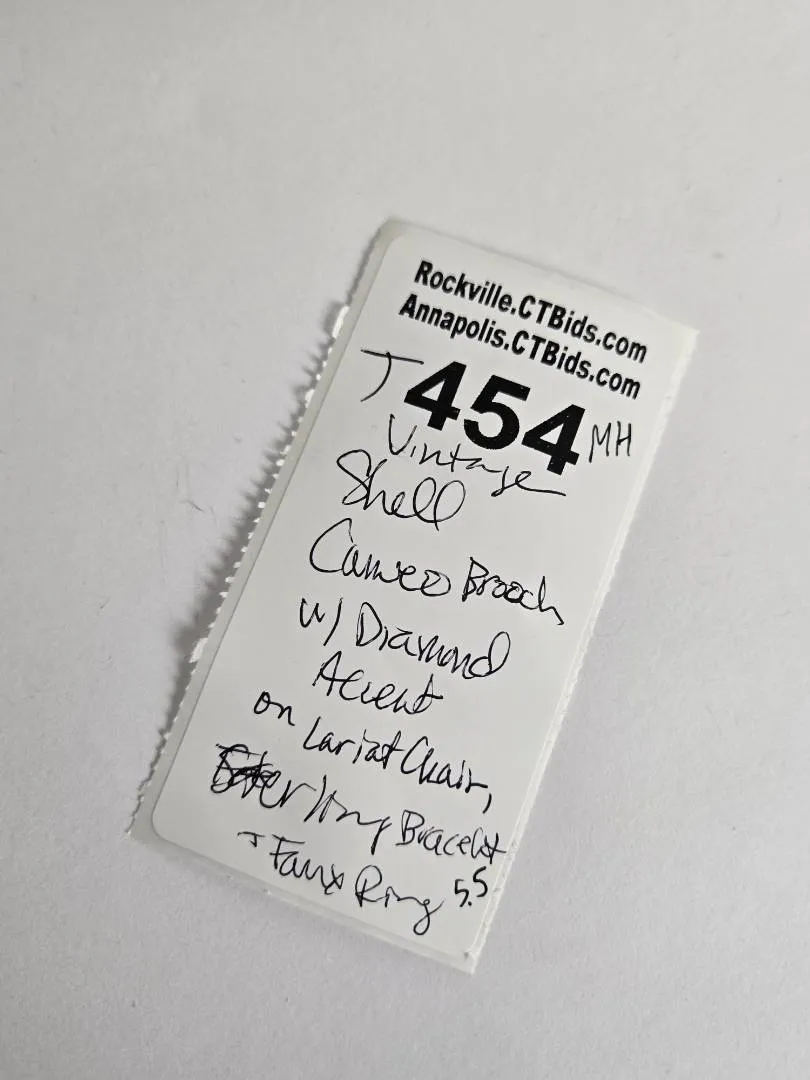 Rockville.CTBids.com
Annapolis.CTBids.com
J 454 MH
Vintage
Shell
Cameo Brooch
w/ Diamond
Accent
on Lariat Chain,
Sterling Bracelet
+ Faux Ring 5.5